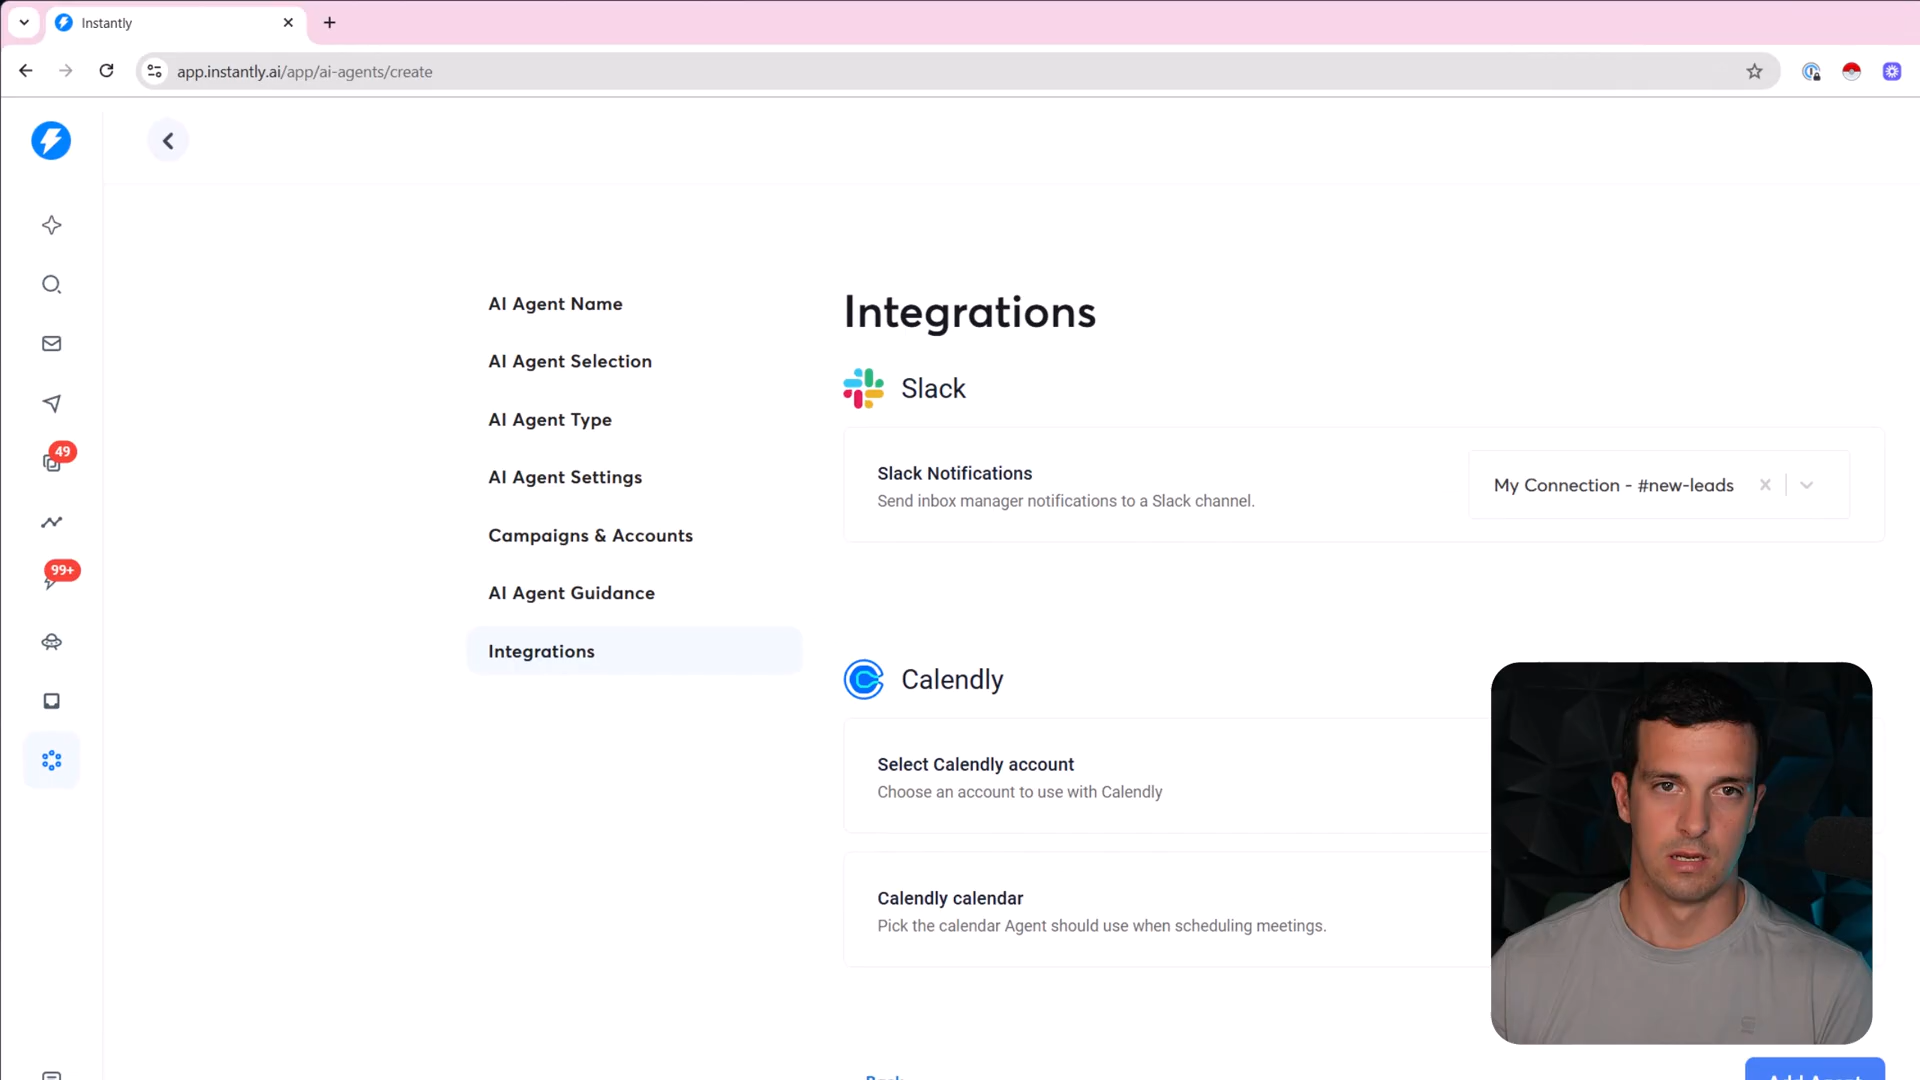 Instantly
app.instantly.ai/app/ai-agents/create
49
99+
AI Agent Name
AI Agent Selection
AI Agent Type
AI Agent Settings
Campaigns & Accounts
AI Agent Guidance
Integrations
Integrations
Slack
Slack Notifications
Send inbox manager notifications to a Slack channel.
My Connection - #new-leads
Calendly
Select Calendly account
Choose an account to use with Calendly
Calendly calendar
Pick the calendar Agent should use when scheduling meetings.
Back
Add Agent